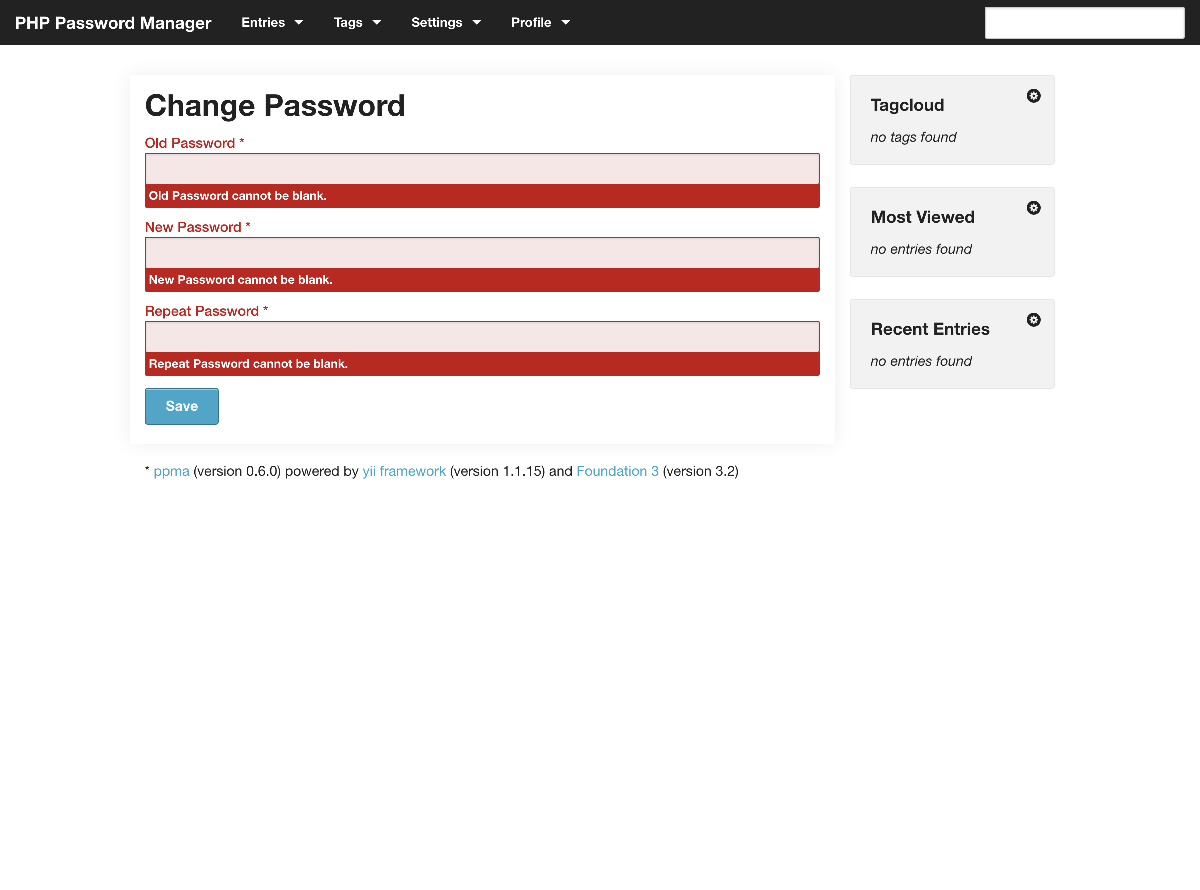 PHP Password Manager Entries Tags Settings Profile
Change Password
Old Password *
Old Password cannot be blank.
New Password *
New Password cannot be blank.
Repeat Password *
Repeat Password cannot be blank.
Save
Tagcloud
no tags found
Most Viewed
no entries found
Recent Entries
no entries found
* ppma (version 0.6.0) powered by yii framework (version 1.1.15) and Foundation 3 (version 3.2)